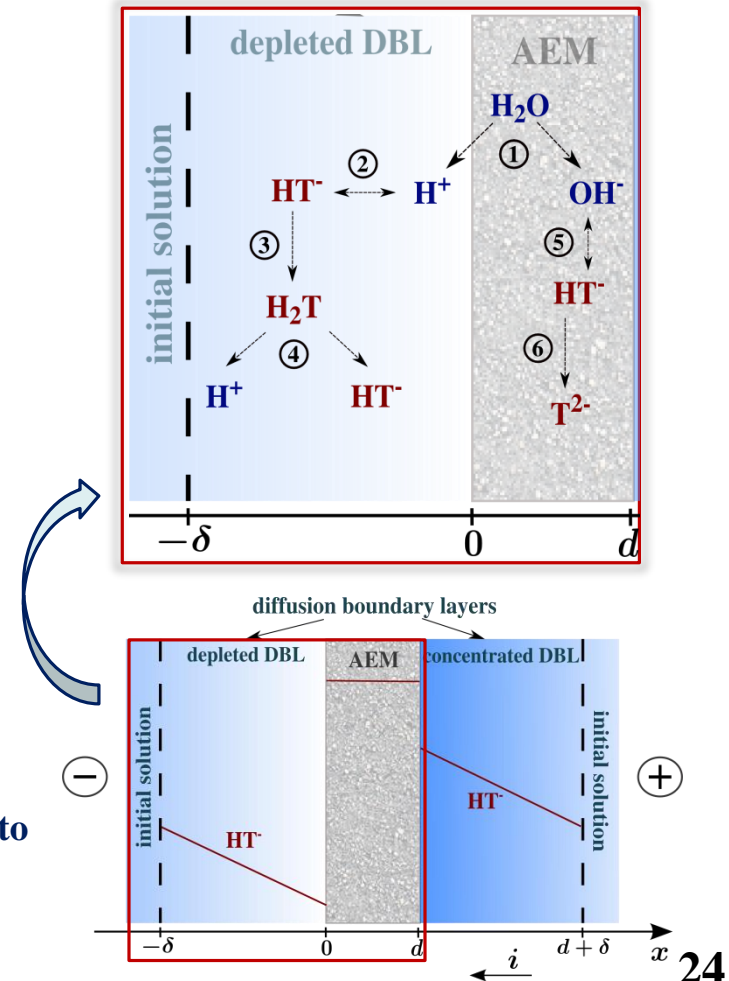 depleted DBL
AEM
initial solution
H₂O
①
②
HT⁻
H⁺
OH⁻
③
⑤
HT⁻
H₂T
④
⑥
H⁺
HT⁻
T²⁻
−δ
0
d
diffusion boundary layers
depleted DBL
AEM
concentrated DBL
initial solution
initial solution
−
+
HT⁻
to
HT⁻
−δ
0
d
d + δ
x
i
24